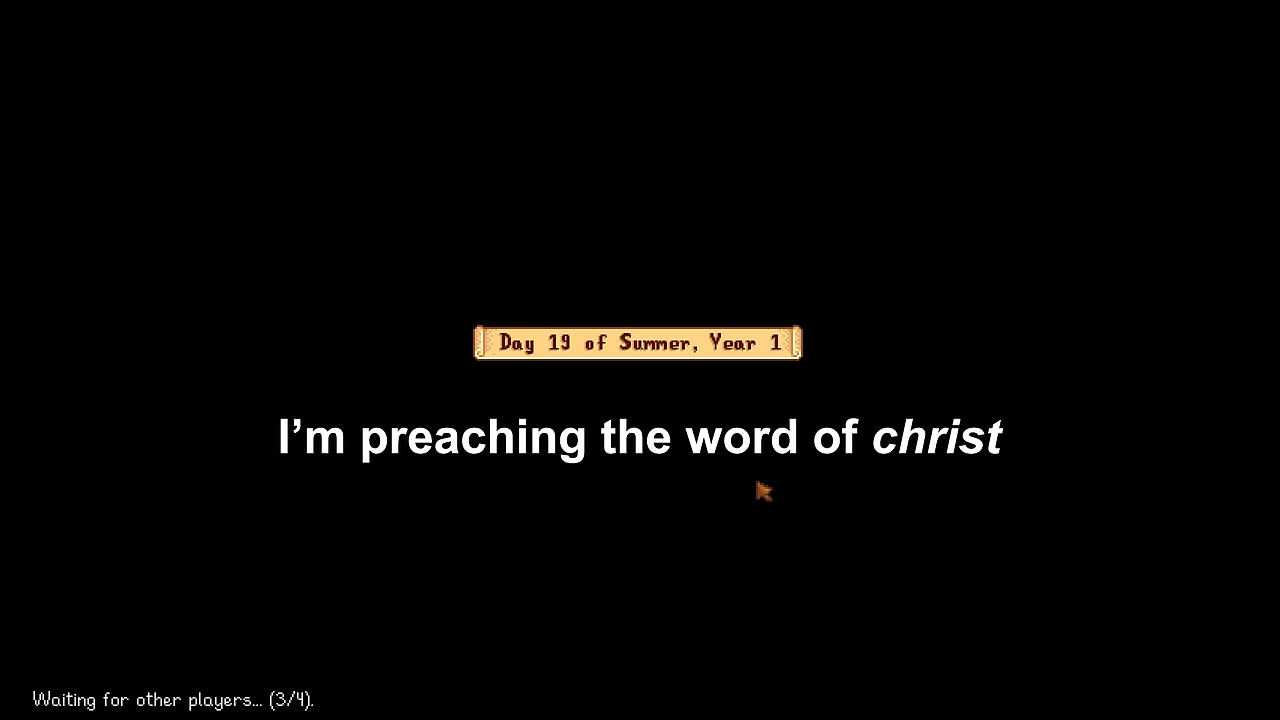 Day 19 of Summer, Year 1
I’m preaching the word of christ
Waiting for other players... (3/4).